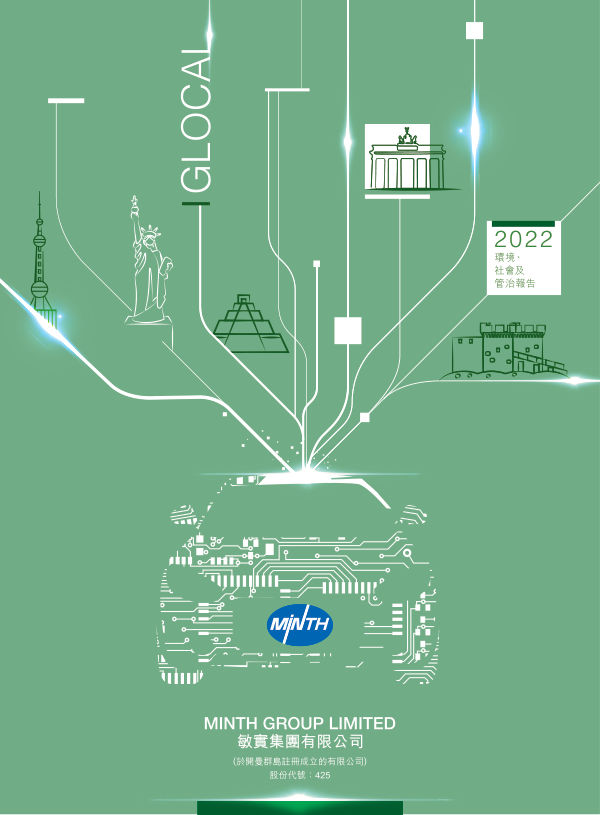 GLOCAL
2022
環境、
社會及
管治報告
MINTH
MINTH GROUP LIMITED
敏實集團有限公司
(於開曼群島註冊成立的有限公司)
股份代號：425